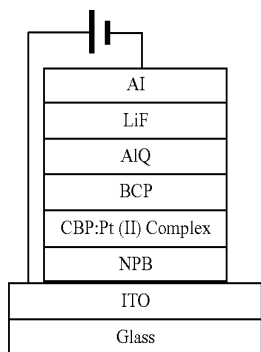 Al
LiF
AlQ
BCP
CBP:Pt (II) Complex
NPB
ITO
Glass